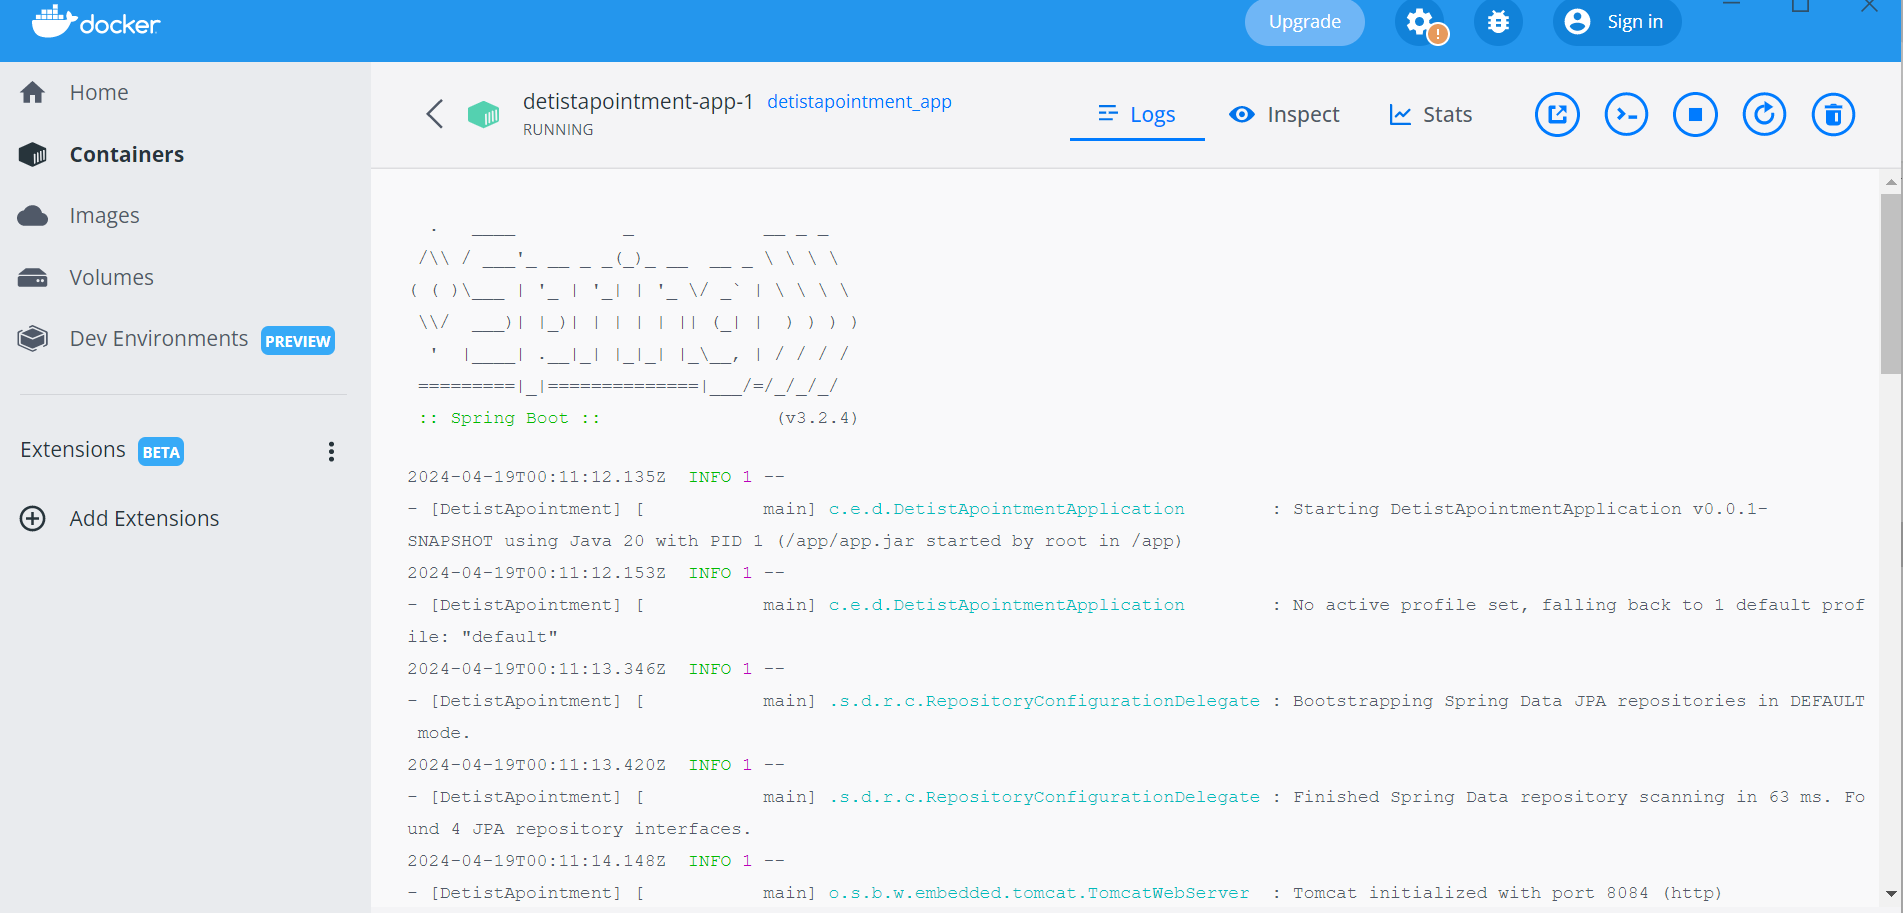 docker
Upgrade
Sign in
Home
Containers
Images
Volumes
Dev Environments PREVIEW
Extensions BETA
Add Extensions
detistapointment-app-1 detistapointment_app
RUNNING
Logs
Inspect
Stats
  .   ____          _            __ _ _
 /\\ / ___'_ __ _ _(_)_ __  __ _ \ \ \ \
( ( )\___ | '_ | '_| | '_ \/ _` | \ \ \ \
 \\/  ___)| |_)| | | | | || (_| |  ) ) ) )
  '  |____| .__|_| |_|_| |_\__, | / / / /
 =========|_|==============|___/=/_/_/_/
 :: Spring Boot ::                (v3.2.4)
2024-04-19T00:11:12.135Z  INFO 1 --
- [DetistApointment] [           main] c.e.d.DetistApointmentApplication        : Starting DetistApointmentApplication v0.0.1-
SNAPSHOT using Java 20 with PID 1 (/app/app.jar started by root in /app)
2024-04-19T00:11:12.153Z  INFO 1 --
- [DetistApointment] [           main] c.e.d.DetistApointmentApplication        : No active profile set, falling back to 1 default prof
ile: "default"
2024-04-19T00:11:13.346Z  INFO 1 --
- [DetistApointment] [           main] .s.d.r.c.RepositoryConfigurationDelegate : Bootstrapping Spring Data JPA repositories in DEFAULT
 mode.
2024-04-19T00:11:13.420Z  INFO 1 --
- [DetistApointment] [           main] .s.d.r.c.RepositoryConfigurationDelegate : Finished Spring Data repository scanning in 63 ms. Fo
und 4 JPA repository interfaces.
2024-04-19T00:11:14.148Z  INFO 1 --
- [DetistApointment] [           main] o.s.b.w.embedded.tomcat.TomcatWebServer  : Tomcat initialized with port 8084 (http)